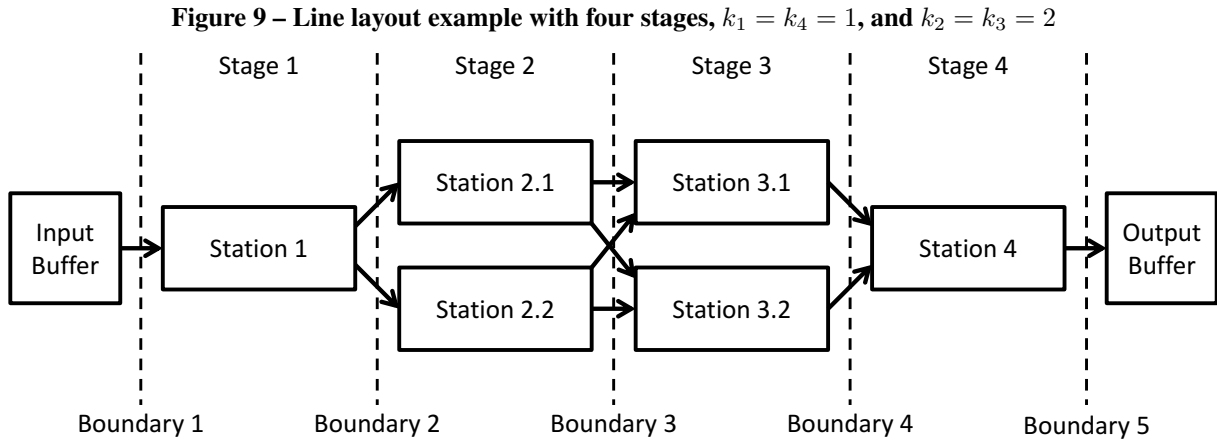 Figure 9 – Line layout example with four stages, k₁ = k₄ = 1, and k₂ = k₃ = 2
Stage 1
Stage 2
Stage 3
Stage 4
Input
Buffer
Station 1
Station 2.1
Station 2.2
Station 3.1
Station 3.2
Station 4
Output
Buffer
Boundary 1
Boundary 2
Boundary 3
Boundary 4
Boundary 5